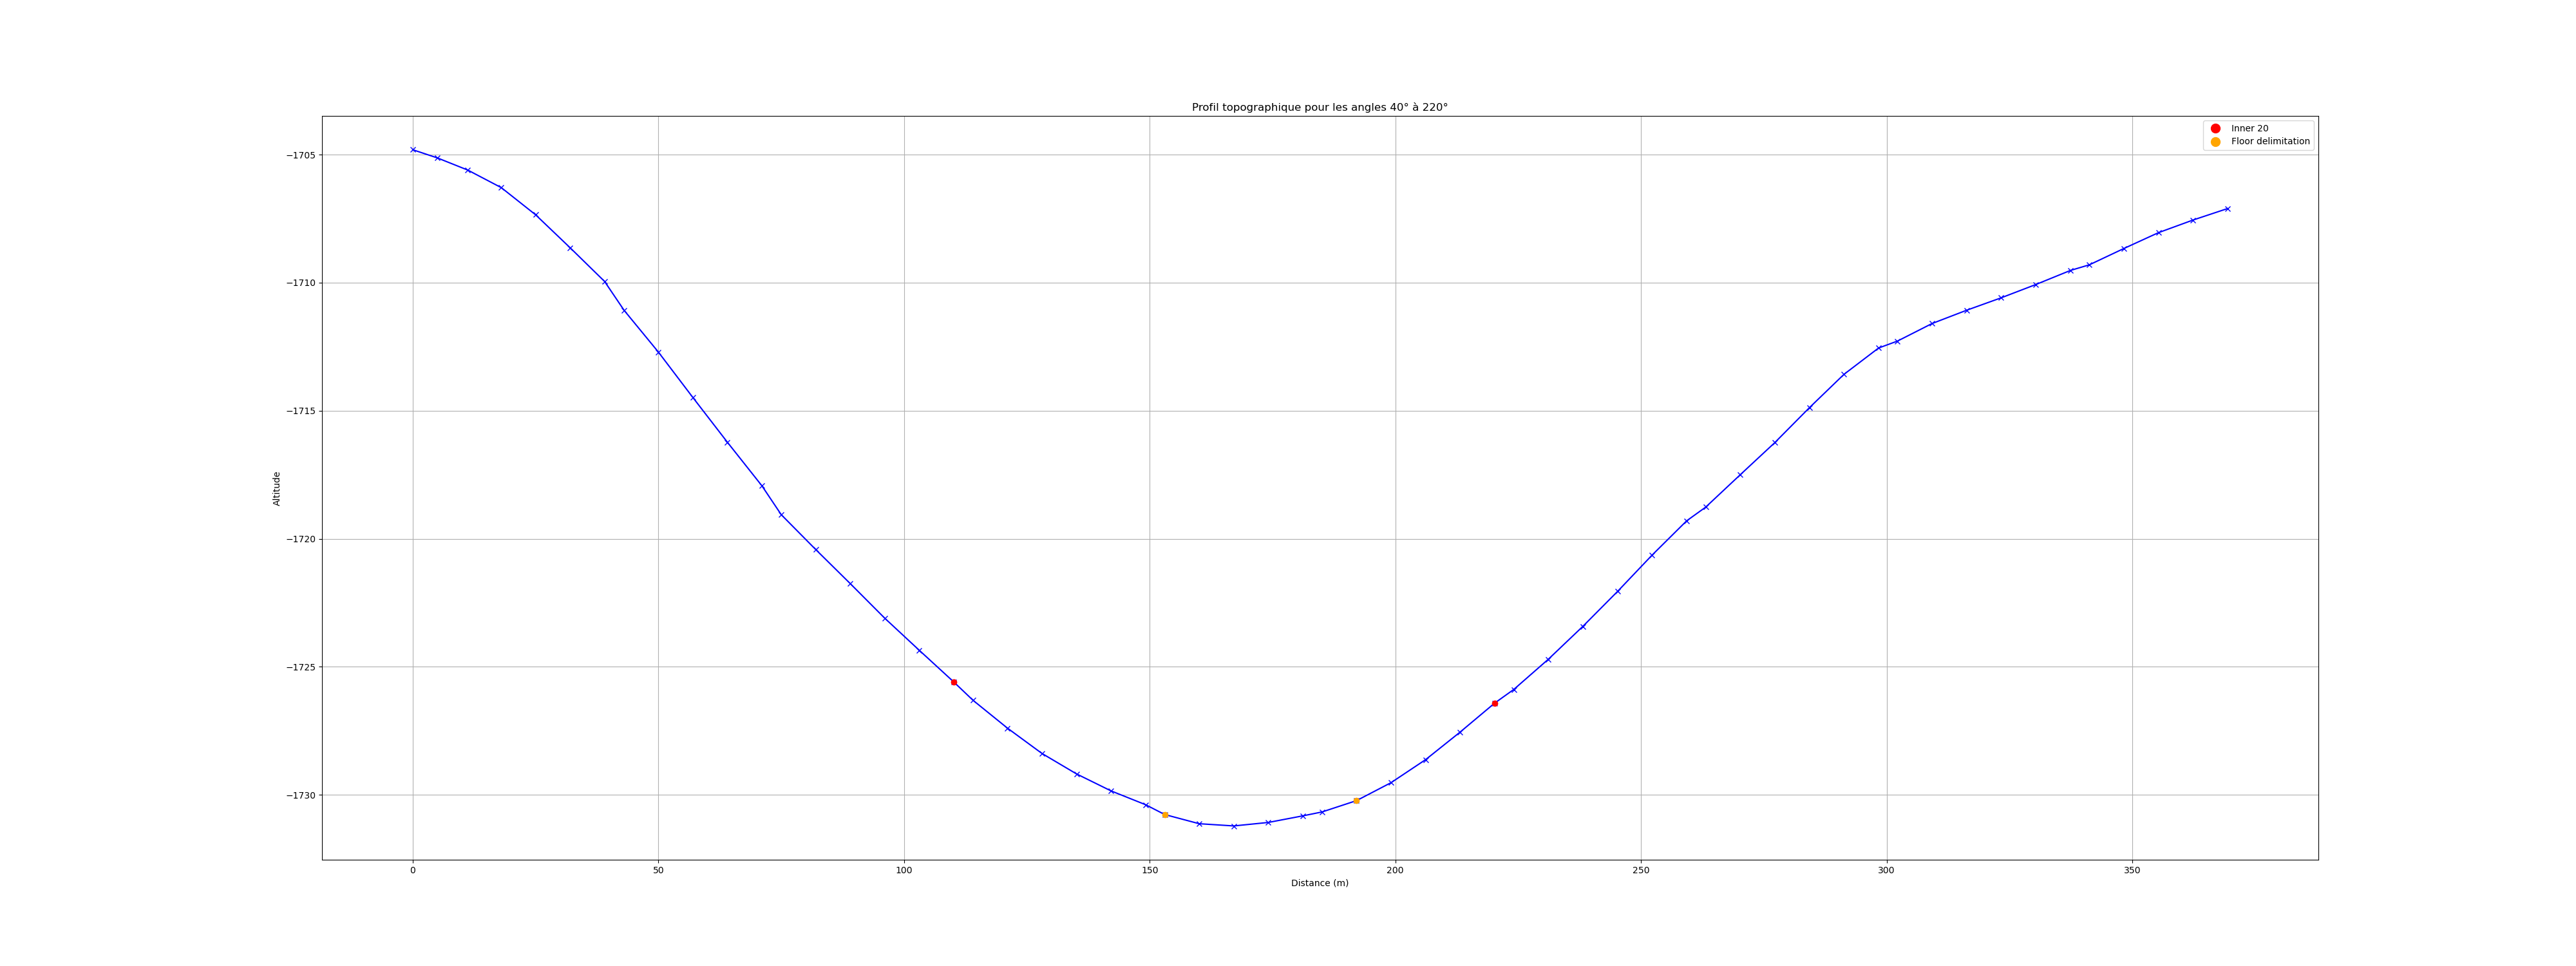 Profil topographique pour les angles 40° à 220°
Inner 20
Floor delimitation
−1705
−1710
−1715
−1720
−1725
−1730
Altitude
0 50 100 150 200 250 300 350
Distance (m)